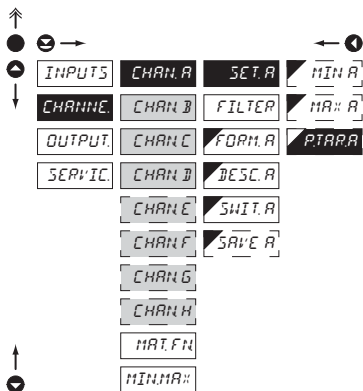 INPUTS CHAN. A SET. A MIN A
CHANNE. CHAN. B FILTER MAX A
OUTPUT. CHAN. C FORM. A P.TAR.A
SERVIC. CHAN. D DESC. A
CHAN. E SWIT. A
CHAN. F SAVE A
CHAN. G
CHAN. H
MAT. FN.
MIN.MAX